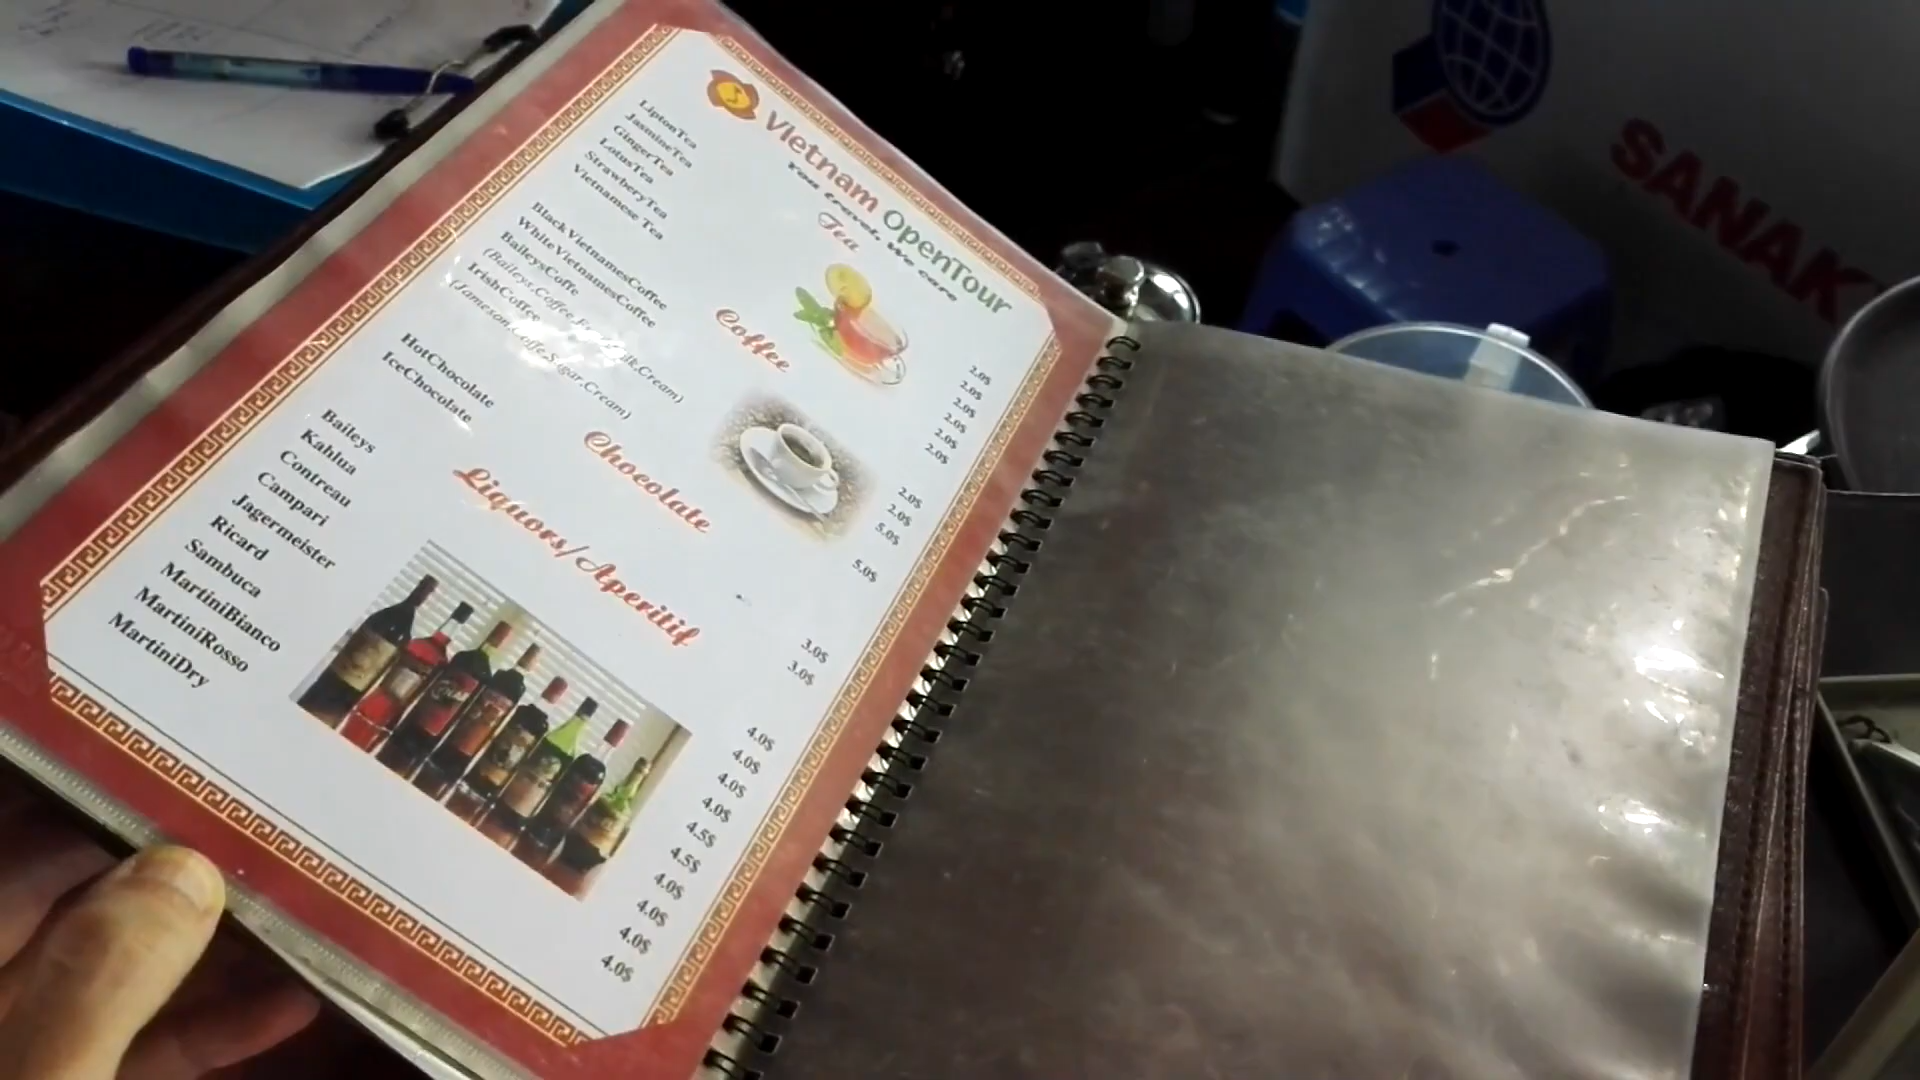 VIetnam OpenTour
You travel, We care
Tea
LiptonTea 2.0$
JasmineTea 2.0$
GingerTea 2.0$
LotusTea 2.0$
StrawberyTea 2.0$
Vietnamese Tea 2.0$
Coffee
BlackVietnamesCoffee 2.0$
WhiteVietnamesCoffee 2.0$
BaileysCoffe 5.0$
(Baileys,Coffee,Cream)
IrishCoffee 5.0$
(Jameson,Coffe,Sugar,Cream)
Chocolate
HotChocolate 3.0$
IceChocolate 3.0$
Liquors/Aperitif
Baileys 4.0$
Kahlua 4.0$
Contreau 4.0$
Campari 4.0$
Jagermeister 4.5$
Ricard 4.5$
Sambuca 4.0$
MartiniBianco 4.0$
MartiniRosso 4.0$
MartiniDry 4.0$
SANAK